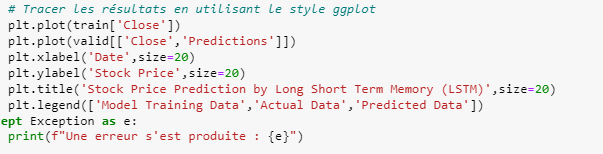 # Tracer les résultats en utilisant le style ggplot
plt.plot(train['Close'])
plt.plot(valid[['Close','Predictions']])
plt.xlabel('Date',size=20)
plt.ylabel('Stock Price',size=20)
plt.title('Stock Price Prediction by Long Short Term Memory (LSTM)',size=20)
plt.legend(['Model Training Data','Actual Data','Predicted Data'])
ept Exception as e:
print(f"Une erreur s'est produite : {e}")